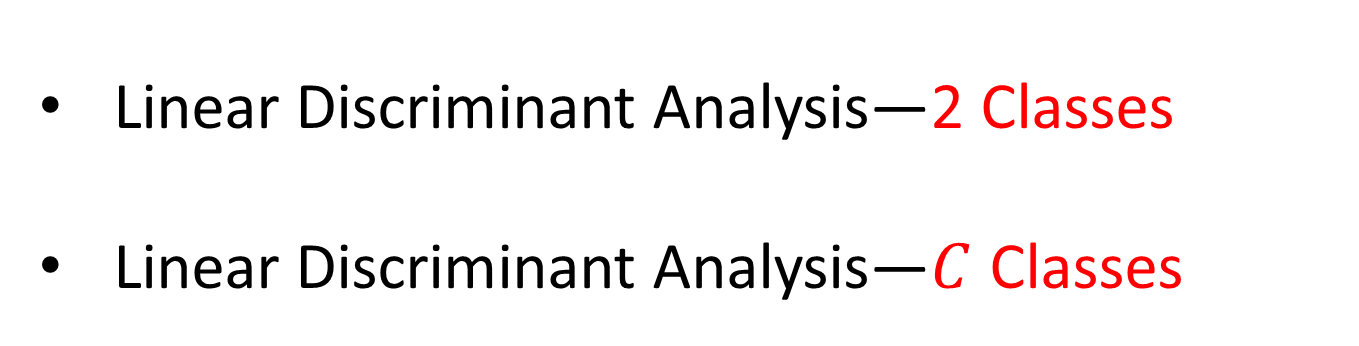 • Linear Discriminant Analysis—2 Classes
• Linear Discriminant Analysis—C Classes